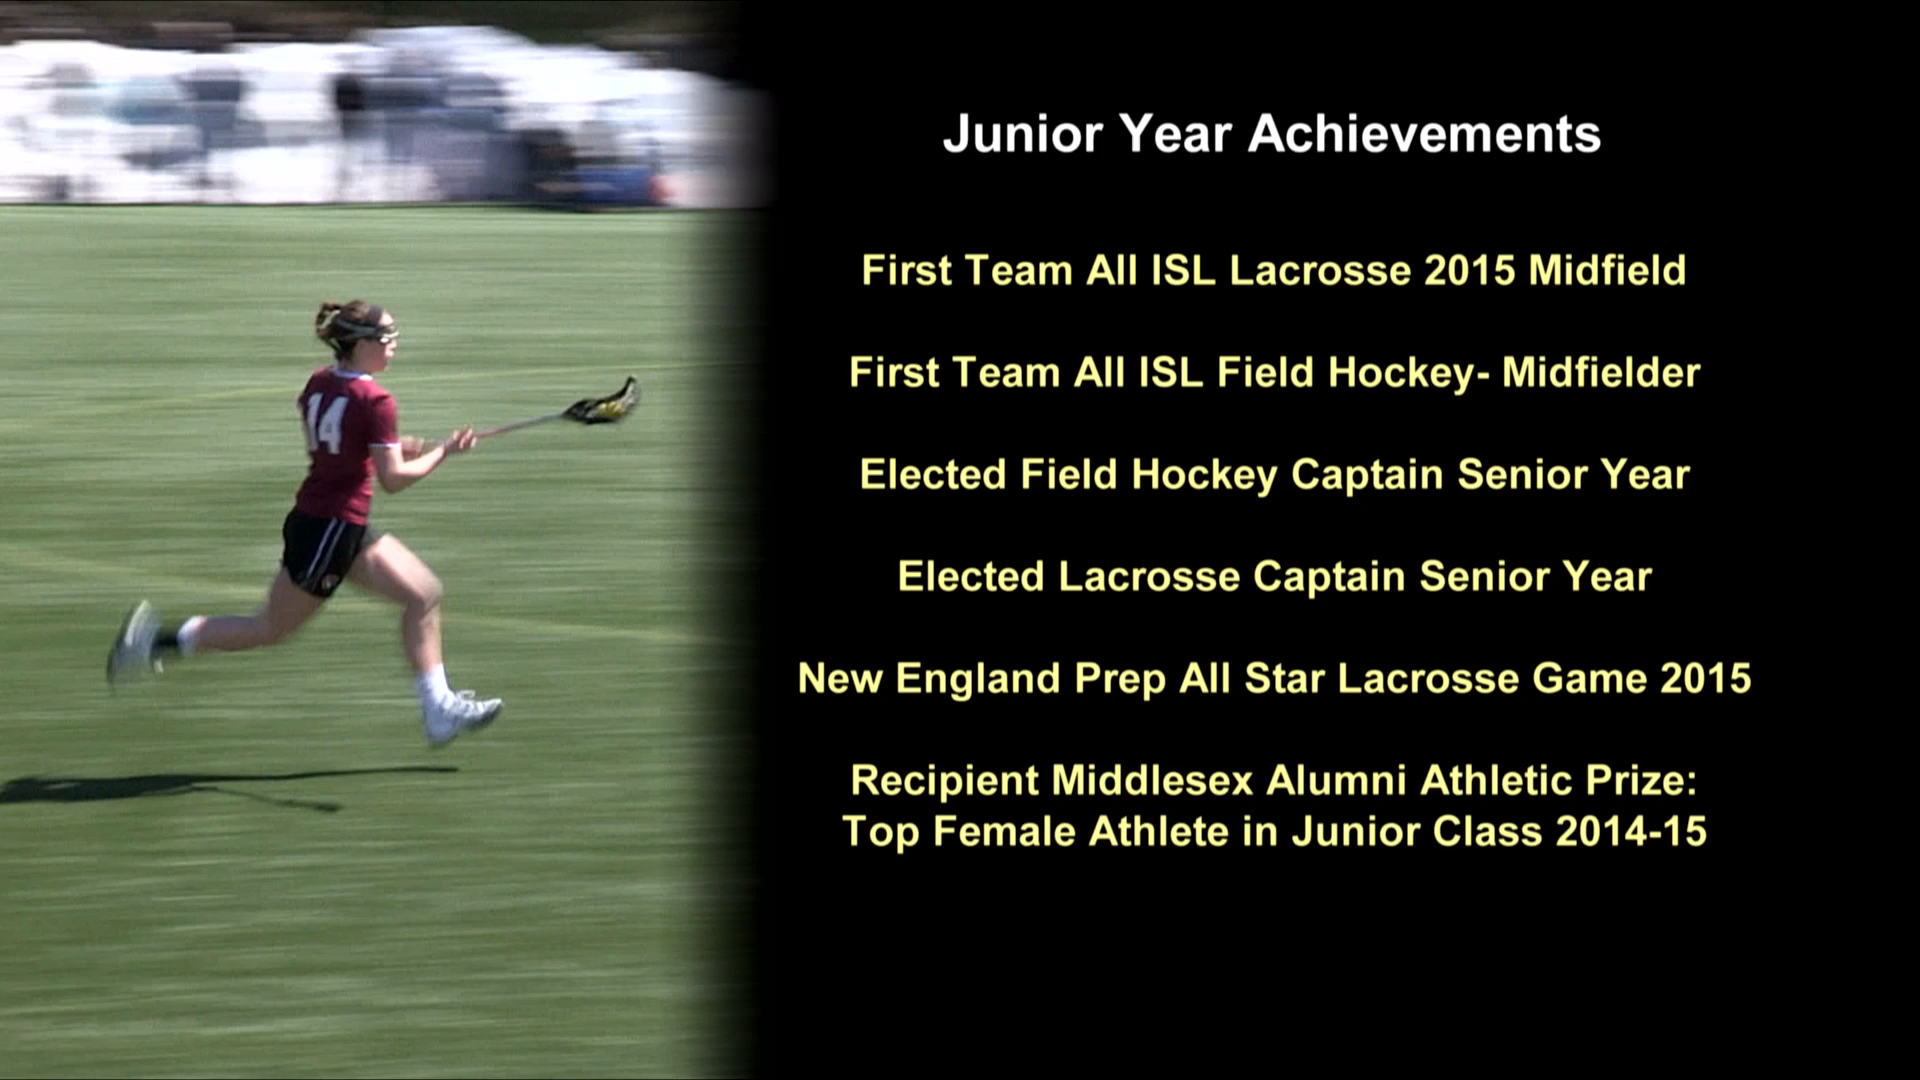 Junior Year Achievements
First Team All ISL Lacrosse 2015 Midfield
First Team All ISL Field Hockey- Midfielder
Elected Field Hockey Captain Senior Year
Elected Lacrosse Captain Senior Year
New England Prep All Star Lacrosse Game 2015
Recipient Middlesex Alumni Athletic Prize:
Top Female Athlete in Junior Class 2014-15
14